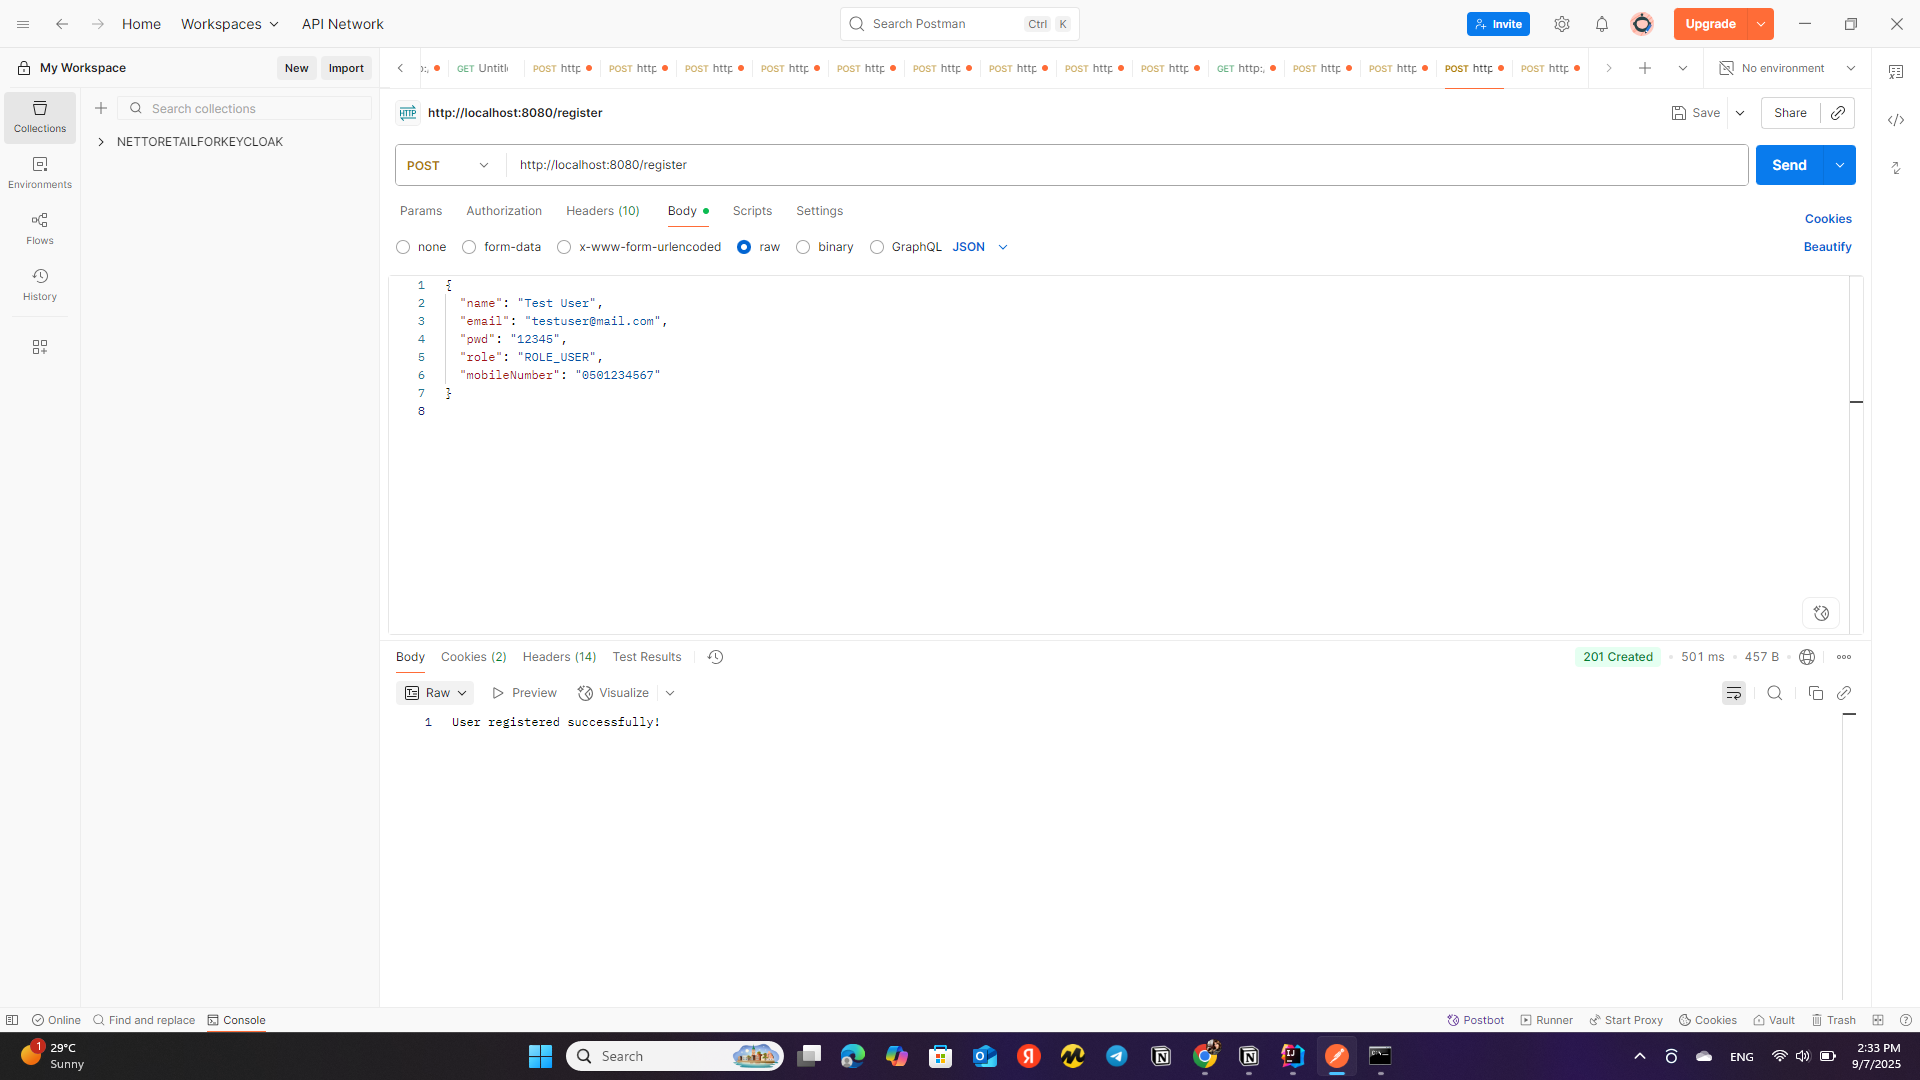 Home
Workspaces
API Network
Search Postman
Ctrl
K
Invite
Upgrade
My Workspace
New
Import
GET Untitle
POST http
POST http
POST http
POST http
POST http
POST http
POST http
POST http
POST http
GET http:/
POST http
POST http
POST http
POST http
No environment
Collections
Environments
Flows
History
Search collections
NETTORETAILFORKEYCLOAK
HTTP
http://localhost:8080/register
Save
Share
POST
http://localhost:8080/register
Send
Params
Authorization
Headers (10)
Body
Scripts
Settings
Cookies
none
form-data
x-www-form-urlencoded
raw
binary
GraphQL
JSON
Beautify
1 {
2 "name": "Test User",
3 "email": "testuser@mail.com",
4 "pwd": "12345",
5 "role": "ROLE_USER",
6 "mobileNumber": "0501234567"
7 }
8
Body
Cookies (2)
Headers (14)
Test Results
201 Created
501 ms
457 B
Raw
Preview
Visualize
1 User registered successfully!
Online
Find and replace
Console
Postbot
Runner
Start Proxy
Cookies
Vault
Trash
1
29°C
Sunny
Search
ENG
2:33 PM
9/7/2025